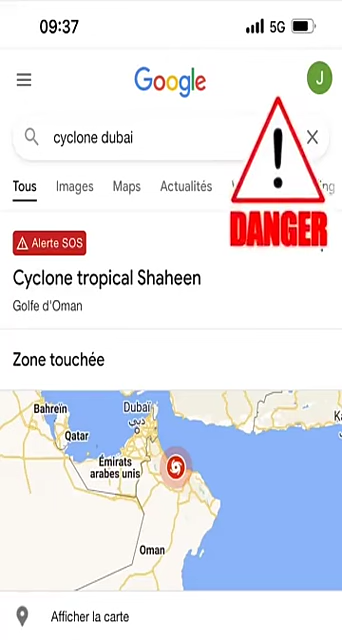 09:37
5G
Google
J
cyclone dubai
Tous Images Maps Actualités
DANGER
Alerte SOS
Cyclone tropical Shaheen
Golfe d'Oman
Zone touchée
Bahreïn
Dubaï
دبي
Qatar
Émirats
arabes unis
Oman
Afficher la carte